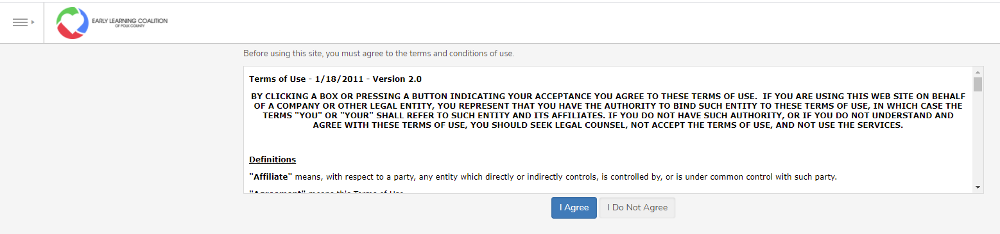 EARLY LEARNING COALITION
OF POLK COUNTY
Before using this site, you must agree to the terms and conditions of use.
Terms of Use - 1/18/2011 - Version 2.0
BY CLICKING A BOX OR PRESSING A BUTTON INDICATING YOUR ACCEPTANCE YOU AGREE TO THESE TERMS OF USE.  IF YOU ARE USING THIS WEB SITE ON BEHALF
OF A COMPANY OR OTHER LEGAL ENTITY, YOU REPRESENT THAT YOU HAVE THE AUTHORITY TO BIND SUCH ENTITY TO THESE TERMS OF USE, IN WHICH CASE THE
TERMS "YOU" OR "YOUR" SHALL REFER TO SUCH ENTITY AND ITS AFFILIATES. IF YOU DO NOT HAVE SUCH AUTHORITY, OR IF YOU DO NOT UNDERSTAND AND
AGREE WITH THESE TERMS OF USE, YOU SHOULD SEEK LEGAL COUNSEL, NOT ACCEPT THE TERMS OF USE, AND NOT USE THE SERVICES.
Definitions
"Affiliate" means, with respect to a party, any entity which directly or indirectly controls, is controlled by, or is under common control with such party.
"Agreement" means this Terms of Use
I Agree
I Do Not Agree